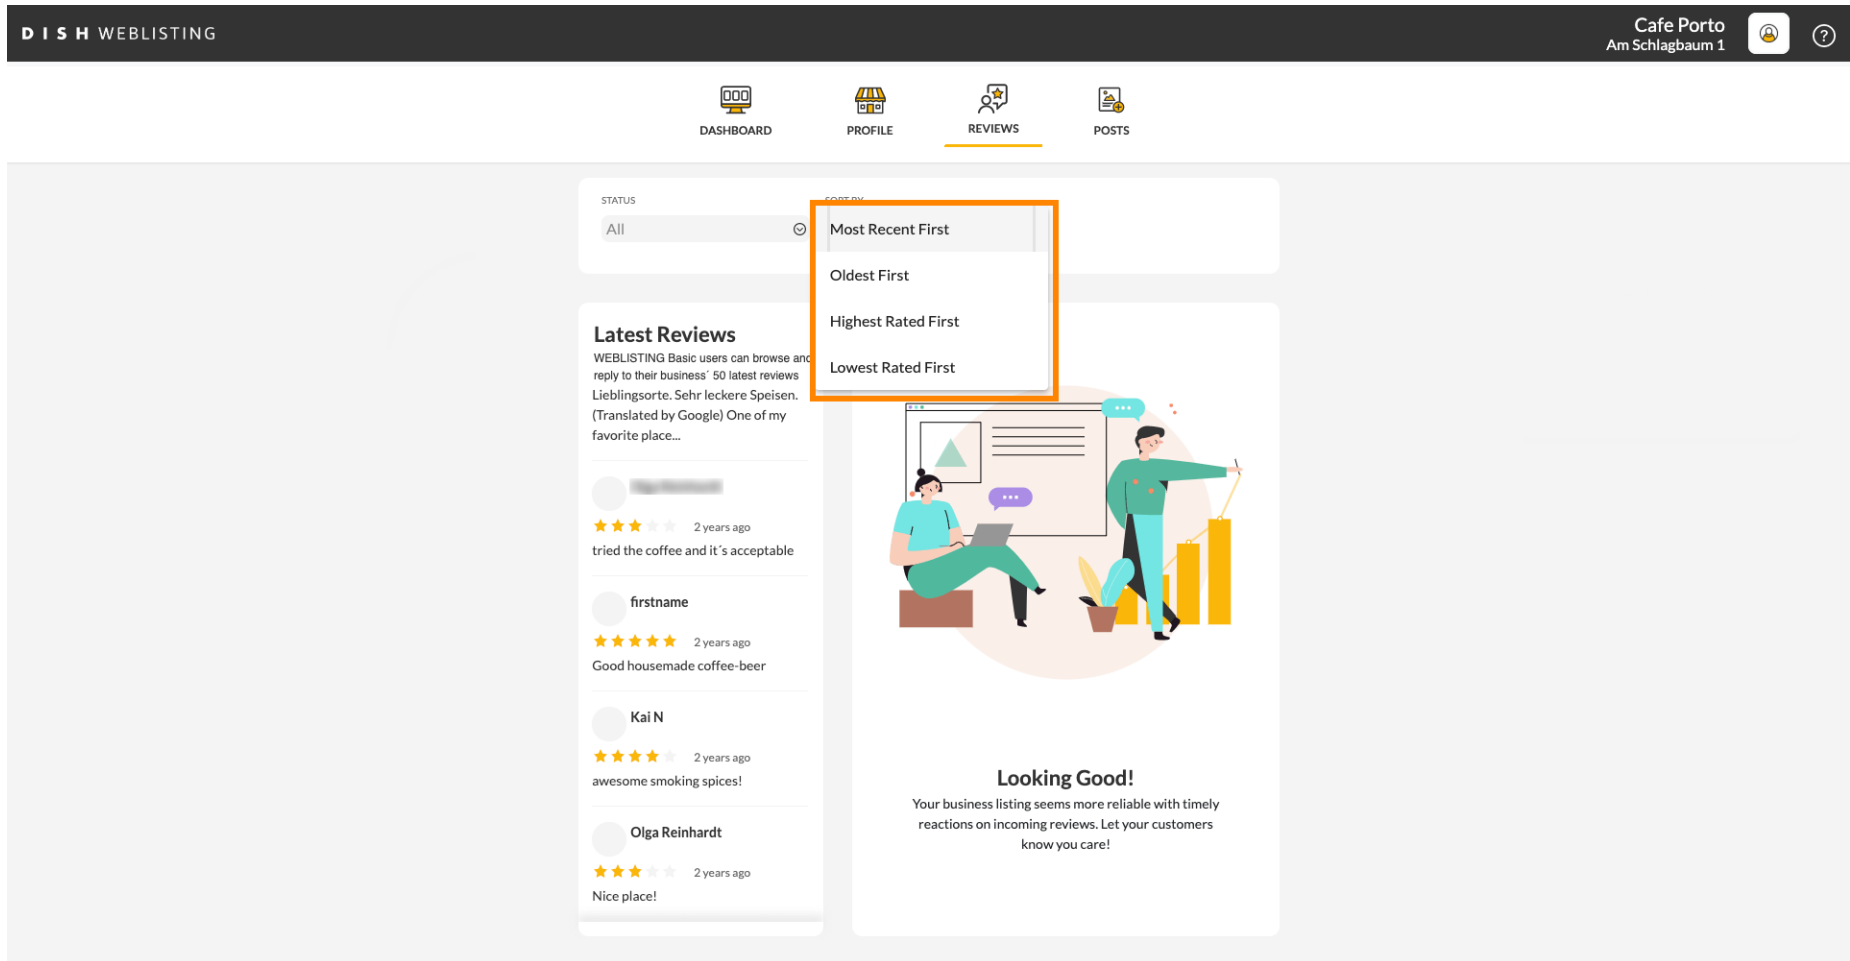 DISH WEBLISTING
Cafe Porto
Am Schlagbaum 1
DASHBOARD
PROFILE
REVIEWS
POSTS
STATUS
SORT BY
All
Most Recent First
Oldest First
Highest Rated First
Lowest Rated First
Latest Reviews
WEBLISTING Basic users can browse and
reply to their business´ 50 latest reviews
Lieblingsorte. Sehr leckere Speisen.
(Translated by Google) One of my
favorite place...
2 years ago
tried the coffee and it´s acceptable
firstname
2 years ago
Good housemade coffee-beer
Kai N
2 years ago
awesome smoking spices!
Olga Reinhardt
2 years ago
Nice place!
Looking Good!
Your business listing seems more reliable with timely
reactions on incoming reviews. Let your customers
know you care!